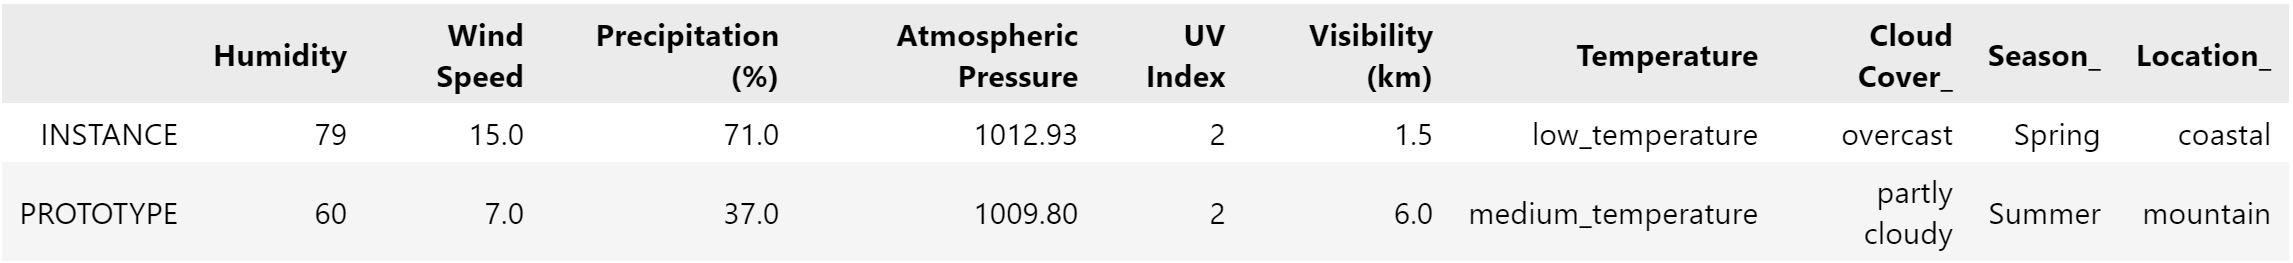 Humidity Wind Speed Precipitation (%) Atmospheric Pressure UV Index Visibility (km) Temperature Cloud Cover_ Season_ Location_
INSTANCE 79 15.0 71.0 1012.93 2 1.5 low_temperature overcast Spring coastal
PROTOTYPE 60 7.0 37.0 1009.80 2 6.0 medium_temperature partly cloudy Summer mountain